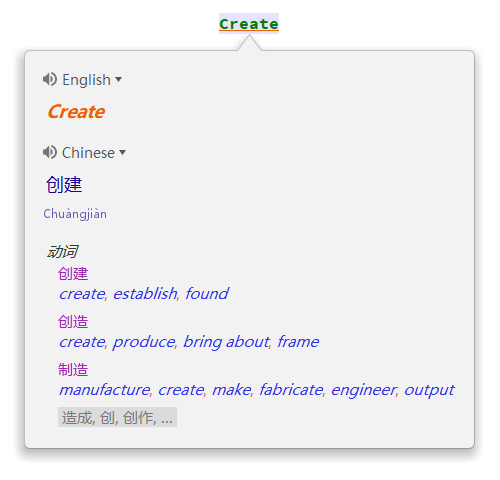 Create
English
Create
Chinese
创建
Chuàngjiàn
动词
创建
create, establish, found
创造
create, produce, bring about, frame
制造
manufacture, create, make, fabricate, engineer, output
造成, 创, 创作, ...